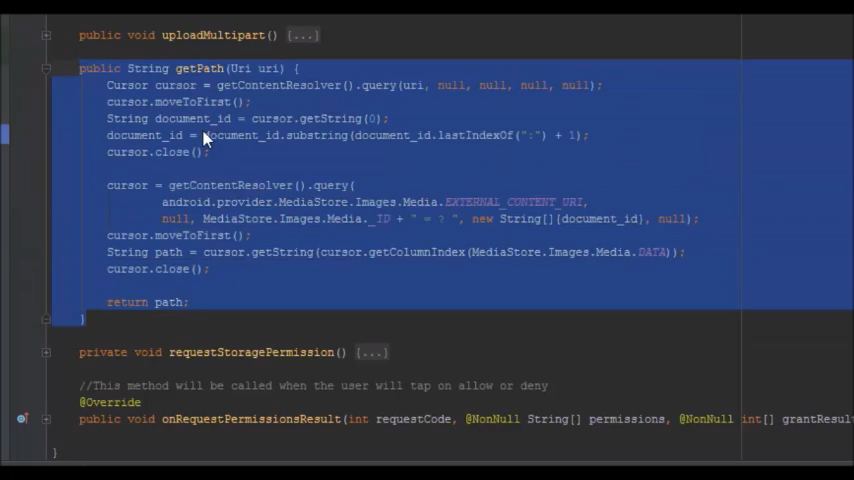 public void uploadMultipart() {...}
public String getPath(Uri uri) {
Cursor cursor = getContentResolver().query(uri, null, null, null, null);
cursor.moveToFirst();
String document_id = cursor.getString(0);
document_id = document_id.substring(document_id.lastIndexOf(":") + 1);
cursor.close();
cursor = getContentResolver().query(
android.provider.MediaStore.Images.Media.EXTERNAL_CONTENT_URI,
null, MediaStore.Images.Media._ID + " = ? ", new String[]{document_id}, null);
cursor.moveToFirst();
String path = cursor.getString(cursor.getColumnIndex(MediaStore.Images.Media.DATA));
cursor.close();
return path;
}
private void requestStoragePermission() {...}
//This method will be called when the user will tap on allow or deny
@Override
public void onRequestPermissionsResult(int requestCode, @NonNull String[] permissions, @NonNull int[] grantResul
}